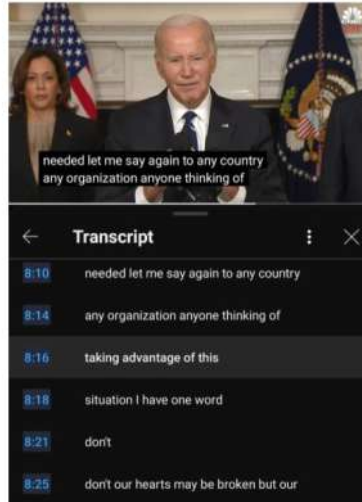 needed let me say again to any country
any organization anyone thinking of
Transcript
8:10 needed let me say again to any country
8:14 any organization anyone thinking of
8:16 taking advantage of this
8:18 situation I have one word
8:21 don't
8:25 don't our hearts may be broken but our